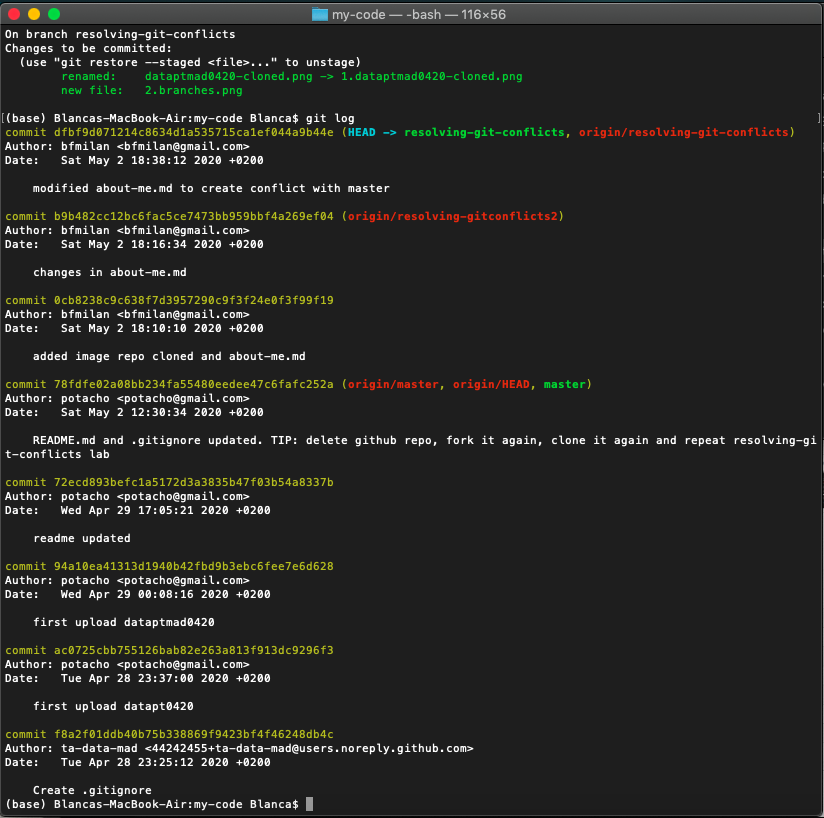 my-code — -bash — 116×56
On branch resolving-git-conflicts
Changes to be committed:
  (use "git restore --staged <file>..." to unstage)
        renamed:    dataptmad0420-cloned.png -> 1.dataptmad0420-cloned.png
        new file:   2.branches.png

[(base) Blancas-MacBook-Air:my-code Blanca$ git log ]
commit dfbf9d071214c8634d1a535715ca1ef044a9b44e (HEAD -> resolving-git-conflicts, origin/resolving-git-conflicts)
Author: bfmilan <bfmilan@gmail.com>
Date:   Sat May 2 18:38:12 2020 +0200

    modified about-me.md to create conflict with master

commit b9b482cc12bc6fac5ce7473bb959bbf4a269ef04 (origin/resolving-gitconflicts2)
Author: bfmilan <bfmilan@gmail.com>
Date:   Sat May 2 18:16:34 2020 +0200

    changes in about-me.md

commit 0cb8238c9c638f7d3957290c9f3f24e0f3f99f19
Author: bfmilan <bfmilan@gmail.com>
Date:   Sat May 2 18:10:10 2020 +0200

    added image repo cloned and about-me.md

commit 78fdfe02a08bb234fa55480eedee47c6fafc252a (origin/master, origin/HEAD, master)
Author: potacho <potacho@gmail.com>
Date:   Sat May 2 12:30:34 2020 +0200

    README.md and .gitignore updated. TIP: delete github repo, fork it again, clone it again and repeat resolving-gi
t-conflicts lab

commit 72ecd893befc1a5172d3a3835b47f03b54a8337b
Author: potacho <potacho@gmail.com>
Date:   Wed Apr 29 17:05:21 2020 +0200

    readme updated

commit 94a10ea41313d1940b42fbd9b3ebc6fee7e6d628
Author: potacho <potacho@gmail.com>
Date:   Wed Apr 29 00:08:16 2020 +0200

    first upload dataptmad0420

commit ac0725cbb755126bab82e263a813f913dc9296f3
Author: potacho <potacho@gmail.com>
Date:   Tue Apr 28 23:37:00 2020 +0200

    first upload datapt0420

commit f8a2f01ddb40b75b338869f9423bf4f46248db4c
Author: ta-data-mad <44242455+ta-data-mad@users.noreply.github.com>
Date:   Tue Apr 28 23:25:12 2020 +0200

    Create .gitignore
(base) Blancas-MacBook-Air:my-code Blanca$